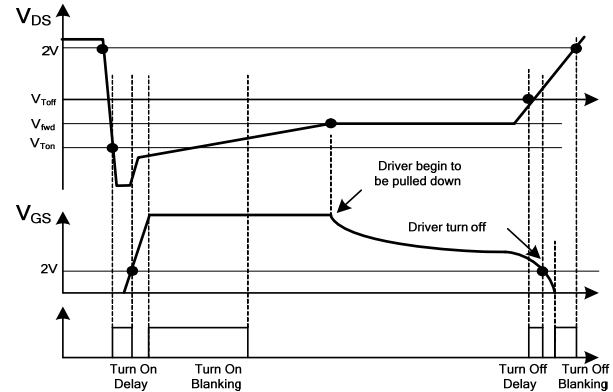 VDS
2V
VToff
Vfwd
VTon
Driver begin to
be pulled down
VGS
Driver turn off
2V
Turn On
Delay
Turn On
Blanking
Turn Off
Delay
Turn Off
Blanking